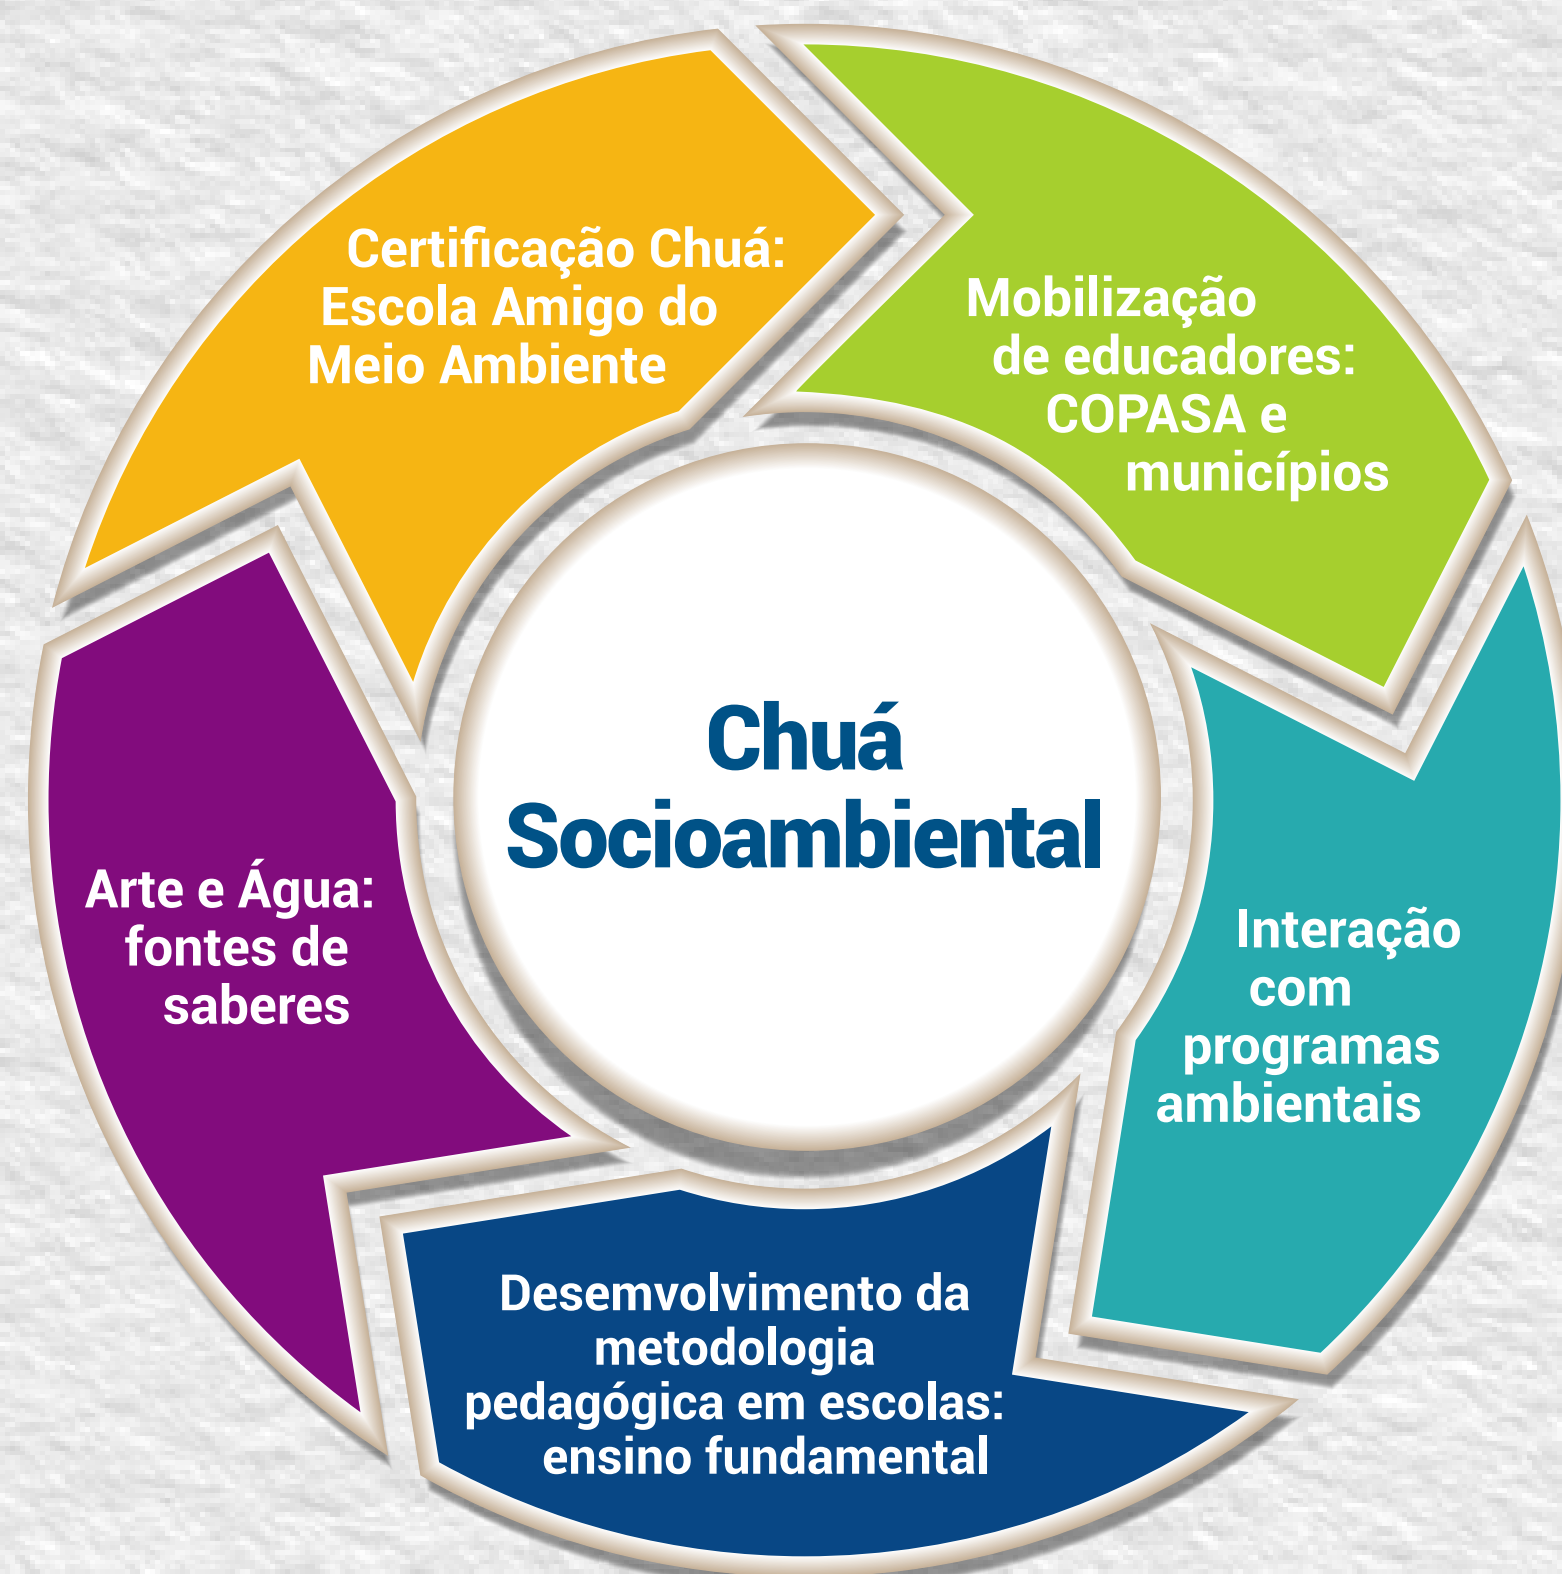 Certificação Chuá:
Escola Amigo do
Meio Ambiente
Mobilização
de educadores:
COPASA e
municípios
Chuá
Socioambiental
Arte e Água:
fontes de
saberes
Interação
com
programas
ambientais
Desemvolvimento da
metodologia
pedagógica em escolas:
ensino fundamental